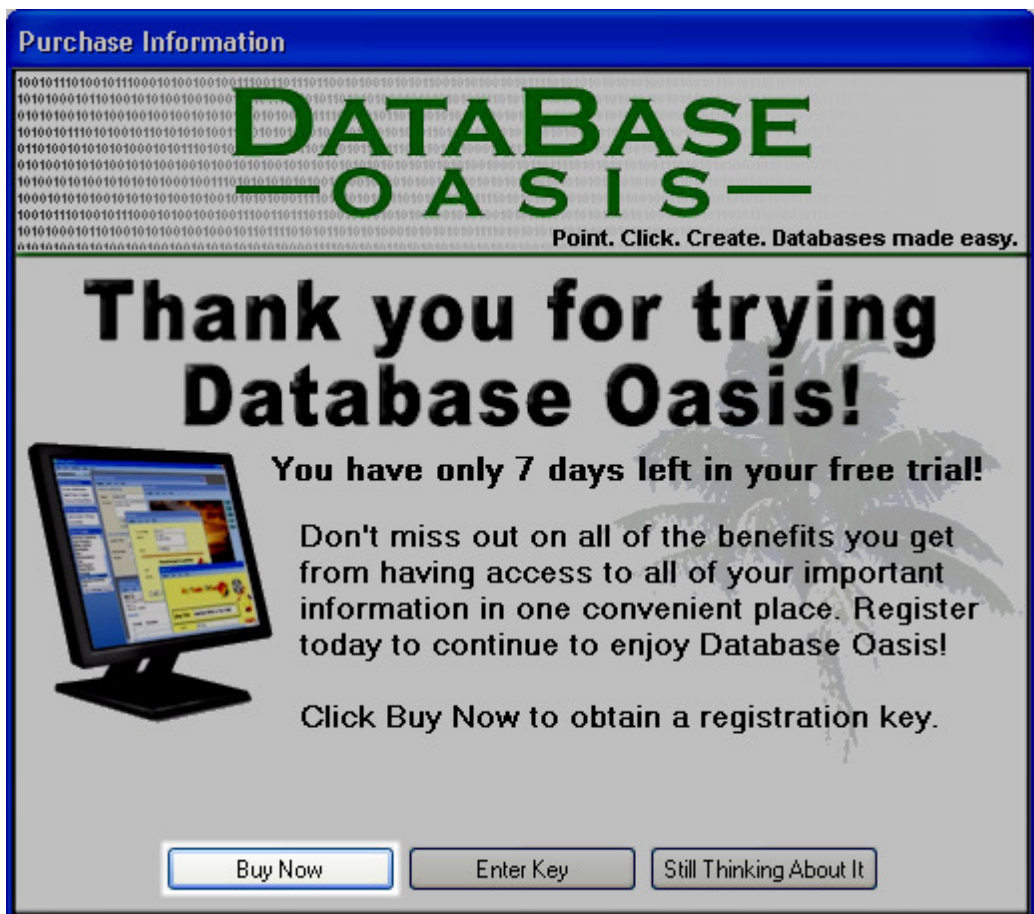 Purchase Information
DATABASE
OASIS
Point. Click. Create. Databases made easy.
Thank you for trying
Database Oasis!
You have only 7 days left in your free trial!
Don't miss out on all of the benefits you get
from having access to all of your important
information in one convenient place. Register
today to continue to enjoy Database Oasis!
Click Buy Now to obtain a registration key.
Buy Now
Enter Key
Still Thinking About It